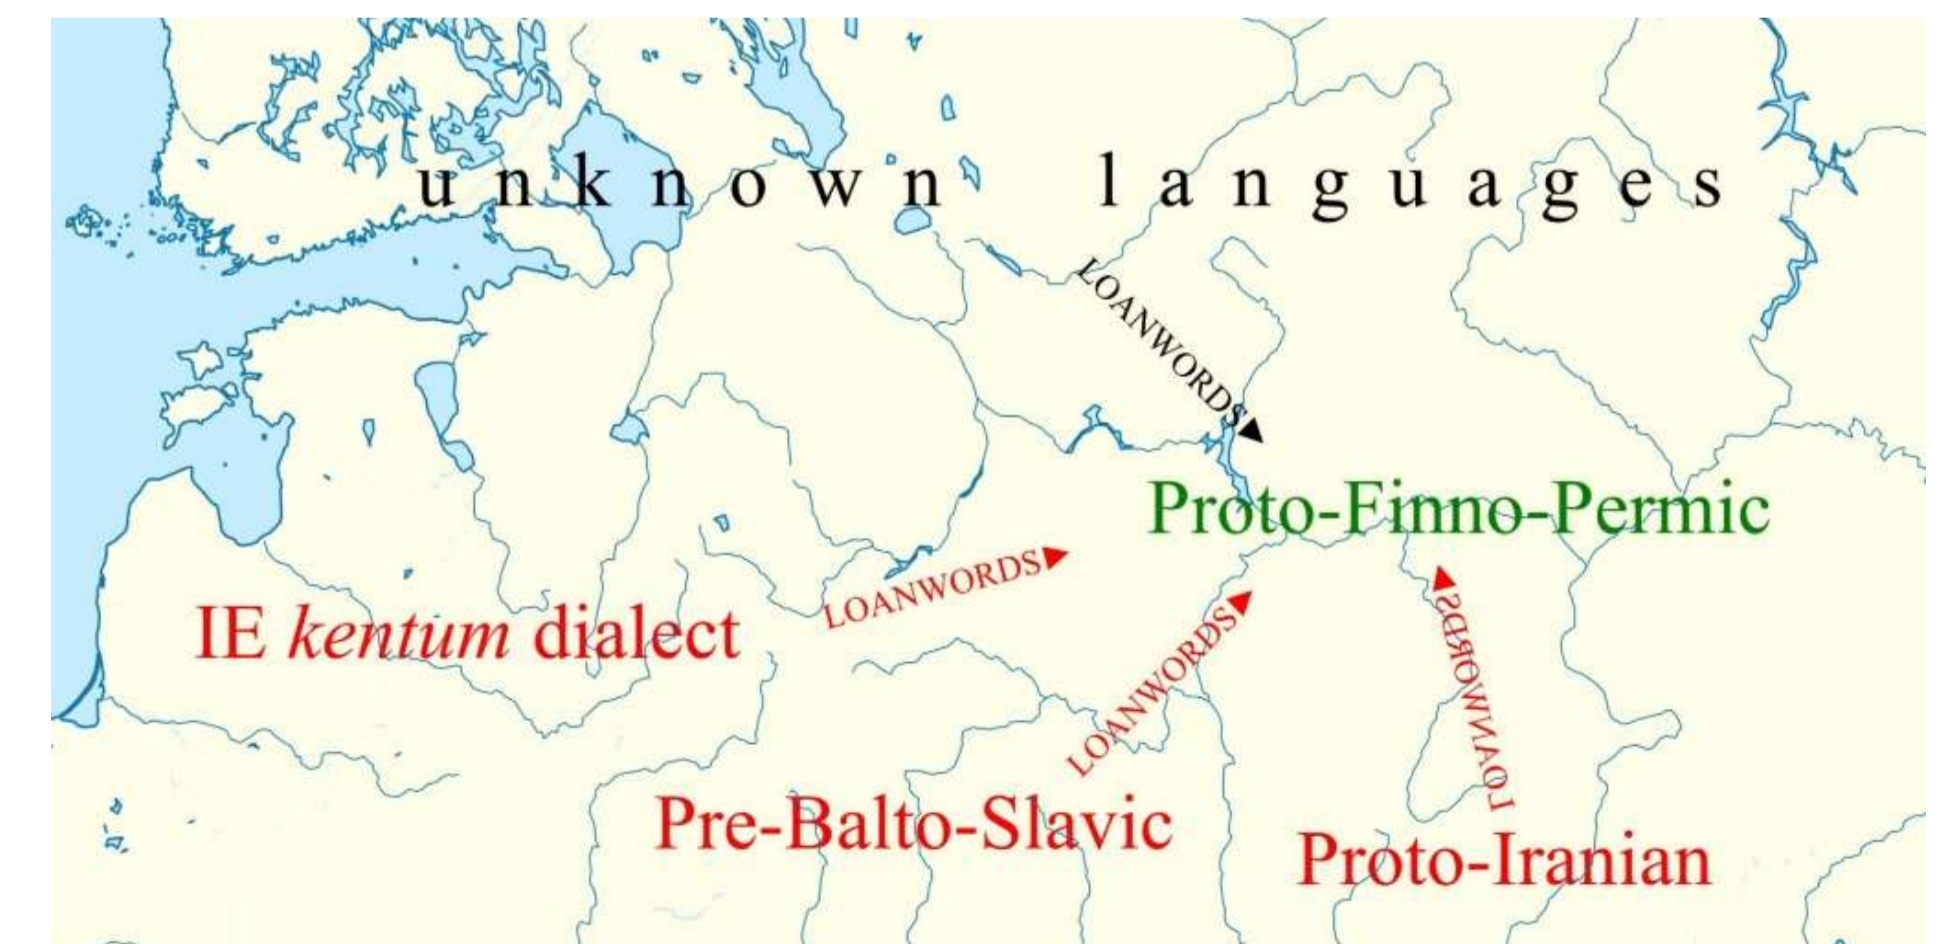 unknown languages
LOANWORDS
Proto-Finno-Permic
LOANWORDS
IE kentum dialect
LOANWORDS
LOANWORDS
Pre-Balto-Slavic
Proto-Iranian